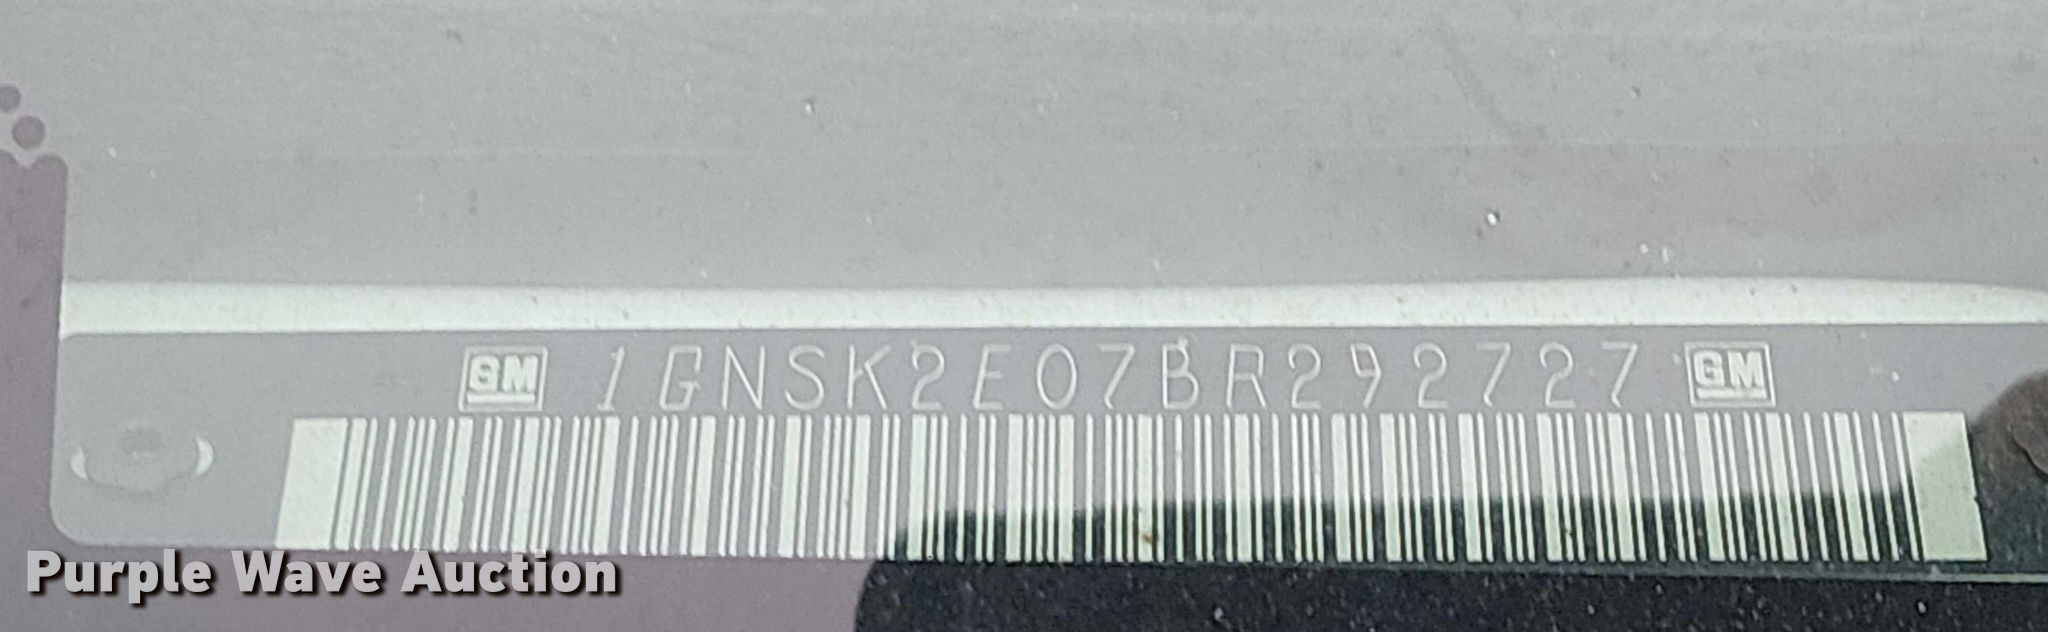 GM 1GNSK2E07BR292727 GM
Purple Wave Auction